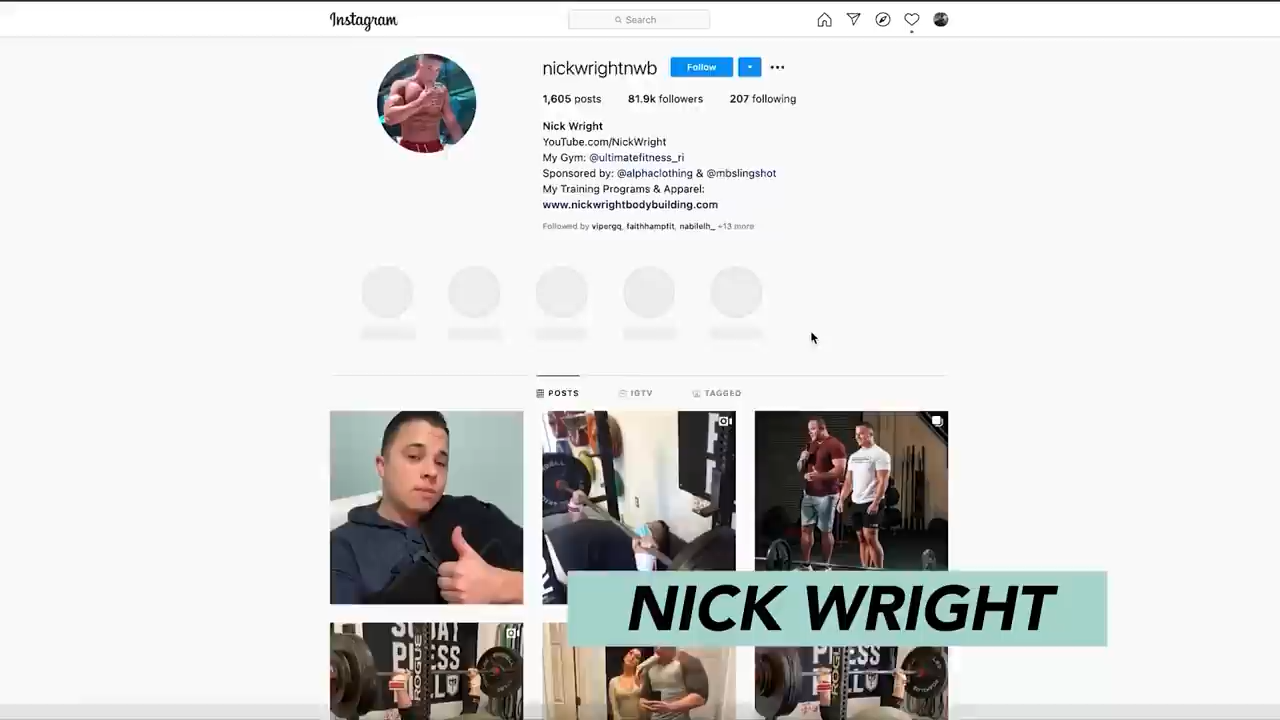 Instagram
Search
nickwrightnwb
Follow
1,605 posts 81.9k followers 207 following
Nick Wright
YouTube.com/NickWright
My Gym: @ultimatefitness_ri
Sponsored by: @alphaclothing & @mbslingshot
My Training Programs & Apparel:
www.nickwrightbodybuilding.com
Followed by vipergq, faithhampfit, nabilelh_ +13 more
POSTS IGTV TAGGED
NICK WRIGHT
ROGUE
ROGUE